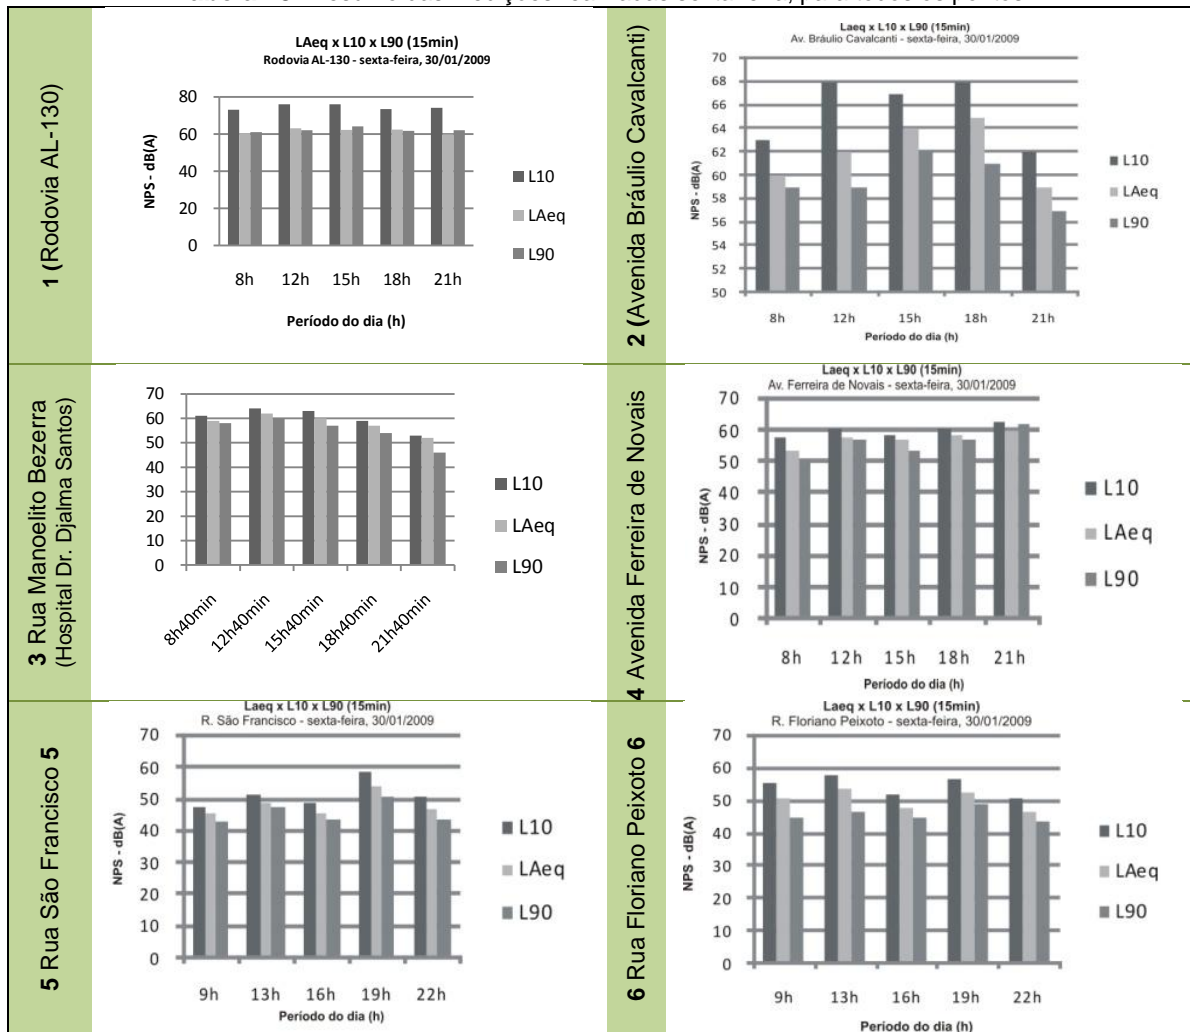 1 (Rodovia AL-130)
LAeq x L10 x L90 (15min)
Rodovia AL-130 - sexta-feira, 30/01/2009
NPS - dB(A)
80
60
40
20
0
8h 12h 15h 18h 21h
Período do dia (h)
L10
LAeq
L90
2 (Avenida Bráulio Cavalcanti)
Laeq x L10 x L90 (15min)
Av. Bráulio Cavalcanti - sexta-feira, 30/01/2009
NPS - dB(A)
70
68
66
64
62
60
58
56
54
52
50
8h 12h 15h 18h 21h
Período do dia (h)
L10
LAeq
L90
3 Rua Manoelito Bezerra
(Hospital Dr. Djalma Santos)
70
60
50
40
30
20
10
0
8h40min 12h40min 15h40min 18h40min 21h40min
L10
LAeq
L90
4 Avenida Ferreira de Novais
Laeq x L10 x L90 (15min)
Av. Ferreira de Novais - sexta-feira, 30/01/2009
NPS - dB(A)
70
60
50
40
30
20
10
0
8h 12h 15h 18h 21h
Período do dia (h)
L10
LAeq
L90
5 Rua São Francisco 5
Laeq x L10 x L90 (15min)
R. São Francisco - sexta-feira, 30/01/2009
NPS - dB(A)
70
60
50
40
30
20
10
0
9h 13h 16h 19h 22h
Período do dia (h)
L10
LAeq
L90
6 Rua Floriano Peixoto 6
Laeq x L10 x L90 (15min)
R. Floriano Peixoto - sexta-feira, 30/01/2009
NPS - dB(A)
70
60
50
40
30
20
10
0
9h 13h 16h 19h 22h
Período do dia (h)
L10
LAeq
L90